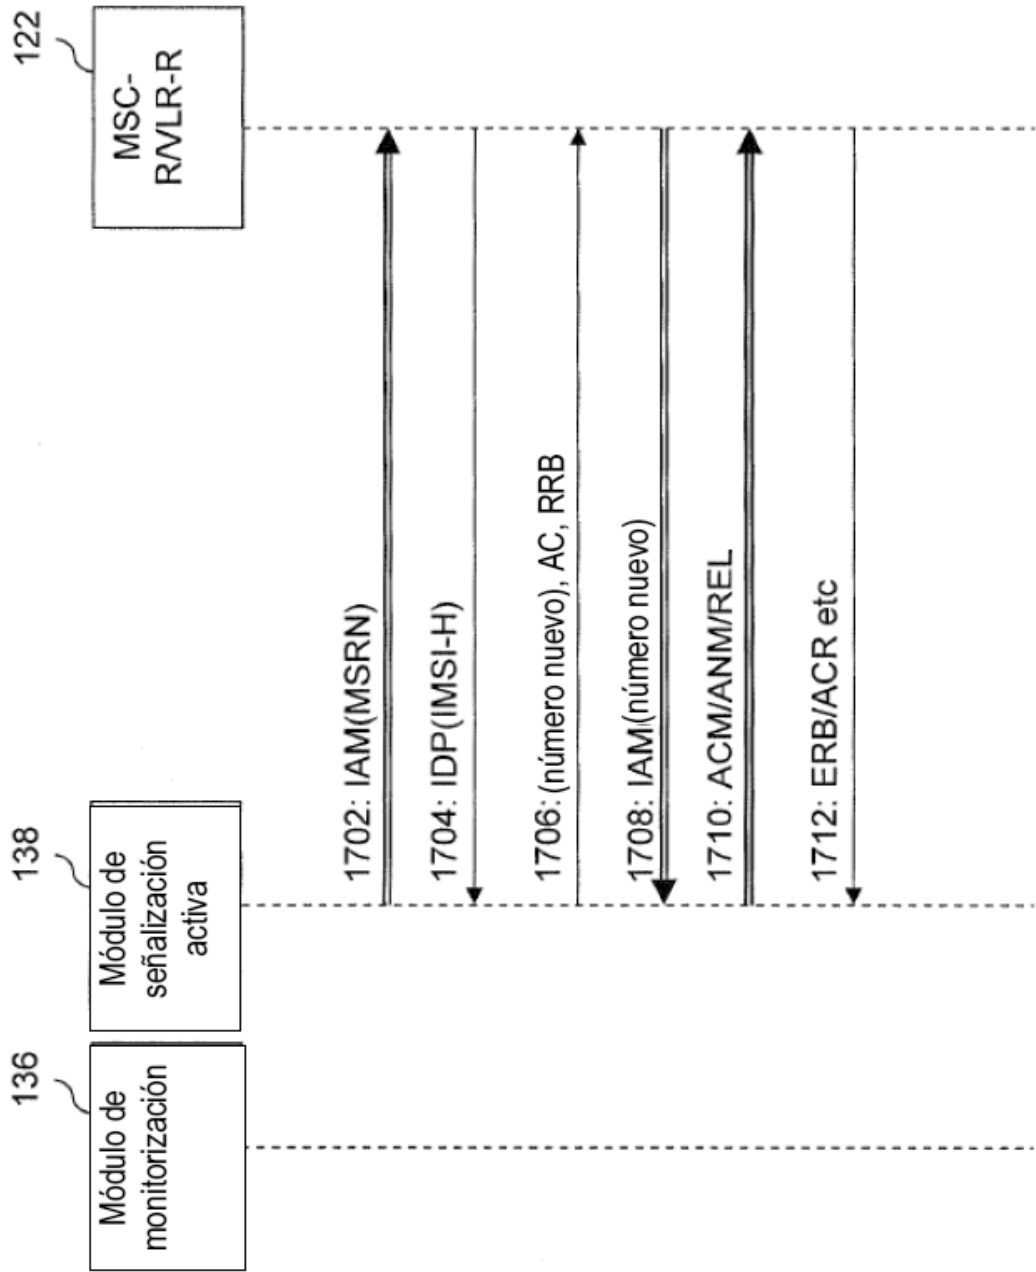 136
Módulo de
monitorización
138
Módulo de
señalización
activa
122
MSC-
R/VLR-R
1702: IAM(MSRN)
1704: IDP(IMSI-H)
1706: (número nuevo), AC, RRB
1708: IAM(número nuevo)
1710: ACM/ANM/REL
1712: ERB/ACR etc